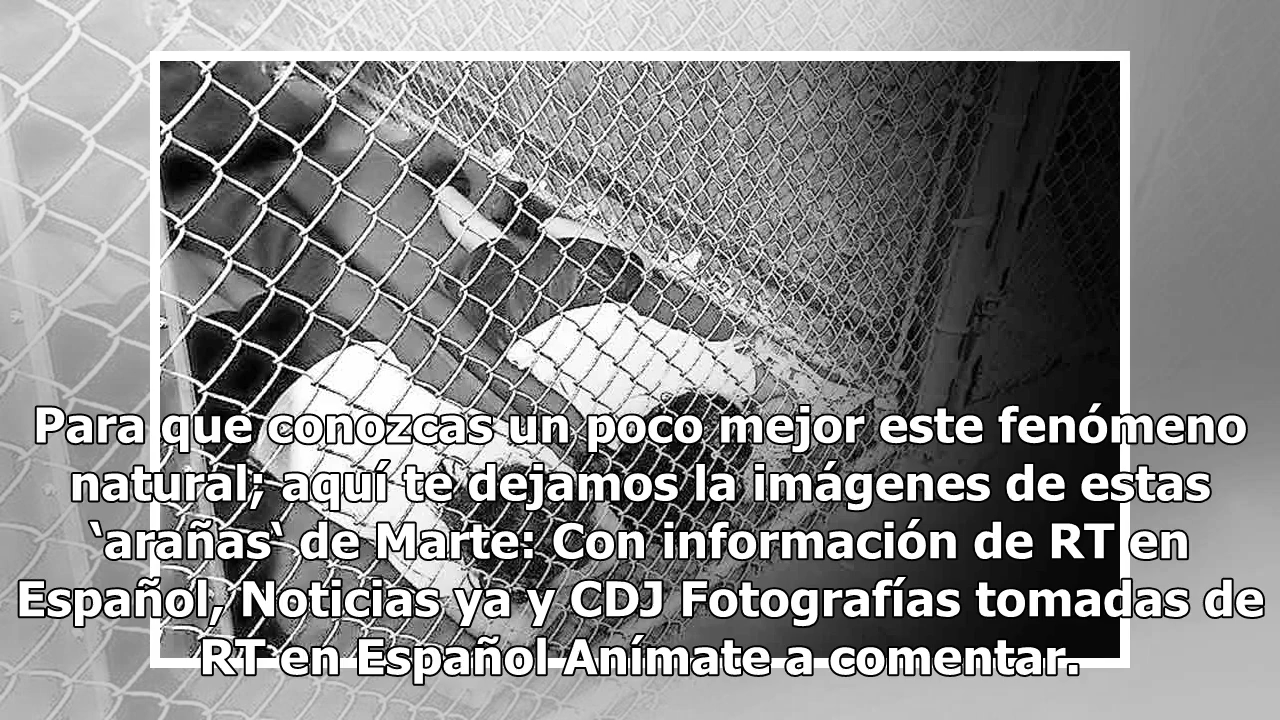 Para que conozcas un poco mejor este fenómeno
natural; aquí te dejamos la imágenes de estas
‘arañas‘ de Marte: Con información de RT en
Español, Noticias ya y CDJ Fotografías tomadas de
RT en Español Anímate a comentar.